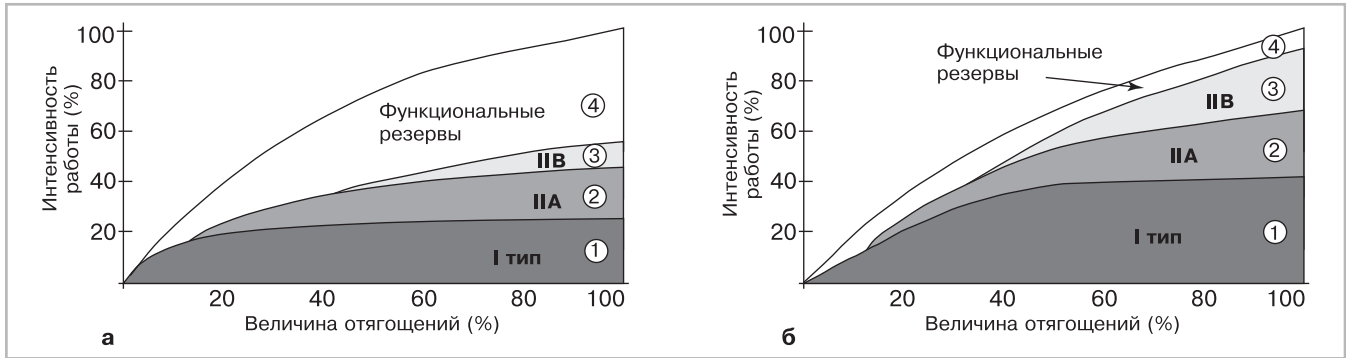 Интенсивность
работы (%)
100
80
60
40
20
Функциональные
резервы
4
IIB
3
IIA
2
I тип
1
20 40 60 80 100
Величина отягощений (%)
а
Интенсивность
работы (%)
100
80
60
40
20
Функциональные
резервы
4
IIB
3
IIA
2
I тип
1
20 40 60 80 100
Величина отягощений (%)
б